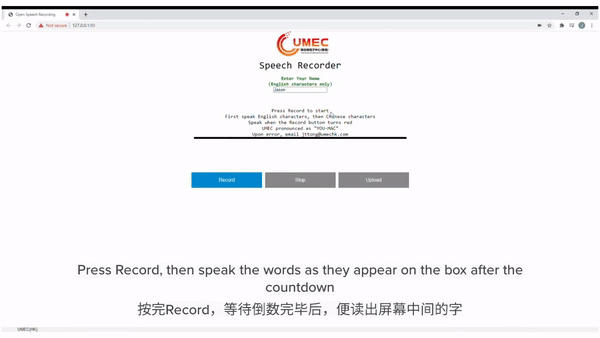 Open Speech Recording
Not secure
127.0.0.1
UMEC
Speech Recorder
Enter Your Name
(English characters only)
Jason
Press Record to start
First speak English characters, then Chinese characters
Speak when the Record button turns red
UMEC pronounced as "YOU-MAC"
Upon error, email jttong@umechk.com
Record
Stop
Upload
Press Record, then speak the words as they appear on the box after the
countdown
按完Record，等待倒数完毕后，便读出屏幕中间的字
UMEC(HK)